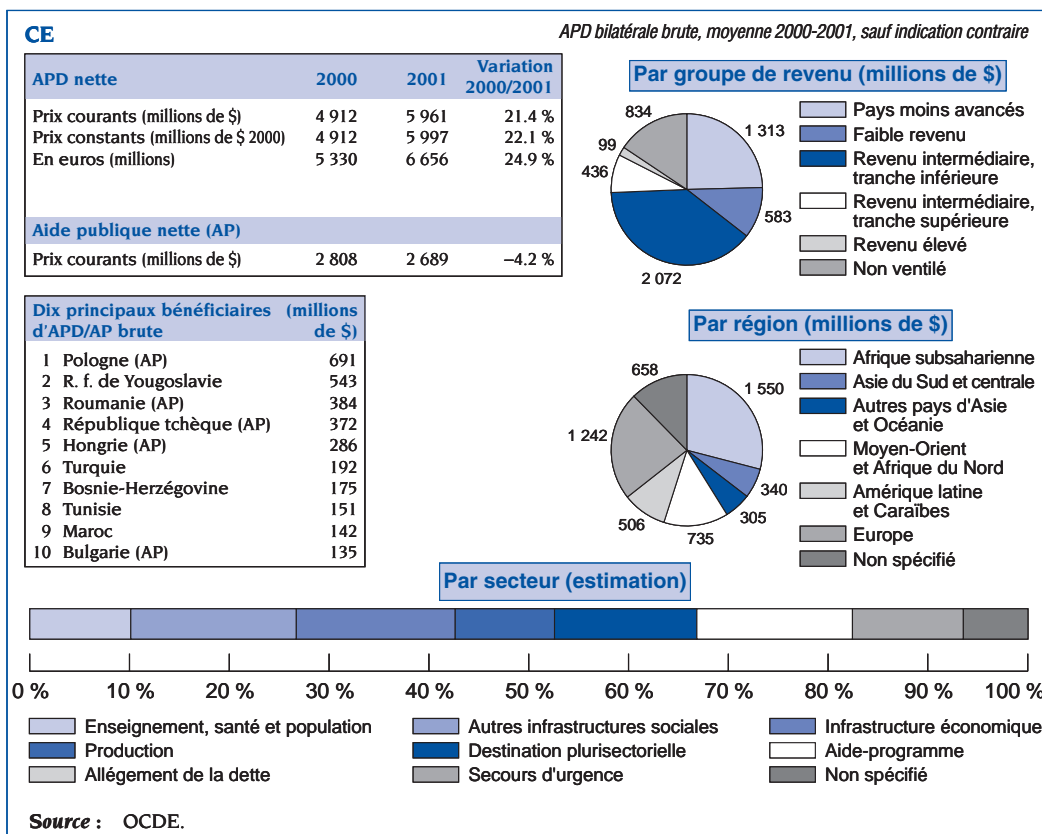 CE
APD bilatérale brute, moyenne 2000-2001, sauf indication contraire
APD nette 2000 2001 Variation 2000/2001
Prix courants (millions de $) 4 912 5 961 21.4 %
Prix constants (millions de $ 2000) 4 912 5 997 22.1 %
En euros (millions) 5 330 6 656 24.9 %
Aide publique nette (AP)
Prix courants (millions de $) 2 808 2 689 –4.2 %
Dix principaux bénéficiaires (millions
d'APD/AP brute de $)
1 Pologne (AP) 691
2 R. f. de Yougoslavie 543
3 Roumanie (AP) 384
4 République tchèque (AP) 372
5 Hongrie (AP) 286
6 Turquie 192
7 Bosnie-Herzégovine 175
8 Tunisie 151
9 Maroc 142
10 Bulgarie (AP) 135
Par groupe de revenu (millions de $)
834
1 313
99
436
583
2 072
Pays moins avancés
Faible revenu
Revenu intermédiaire,
tranche inférieure
Revenu intermédiaire,
tranche supérieure
Revenu élevé
Non ventilé
Par région (millions de $)
658
1 550
1 242
340
305
506
735
Afrique subsaharienne
Asie du Sud et centrale
Autres pays d'Asie
et Océanie
Moyen-Orient
et Afrique du Nord
Amérique latine
et Caraïbes
Europe
Non spécifié
Par secteur (estimation)
0 % 10 % 20 % 30 % 40 % 50 % 60 % 70 % 80 % 90 % 100 %
Enseignement, santé et population Autres infrastructures sociales Infrastructure économique
Production Destination plurisectorielle Aide-programme
Allégement de la dette Secours d'urgence Non spécifié
Source : OCDE.